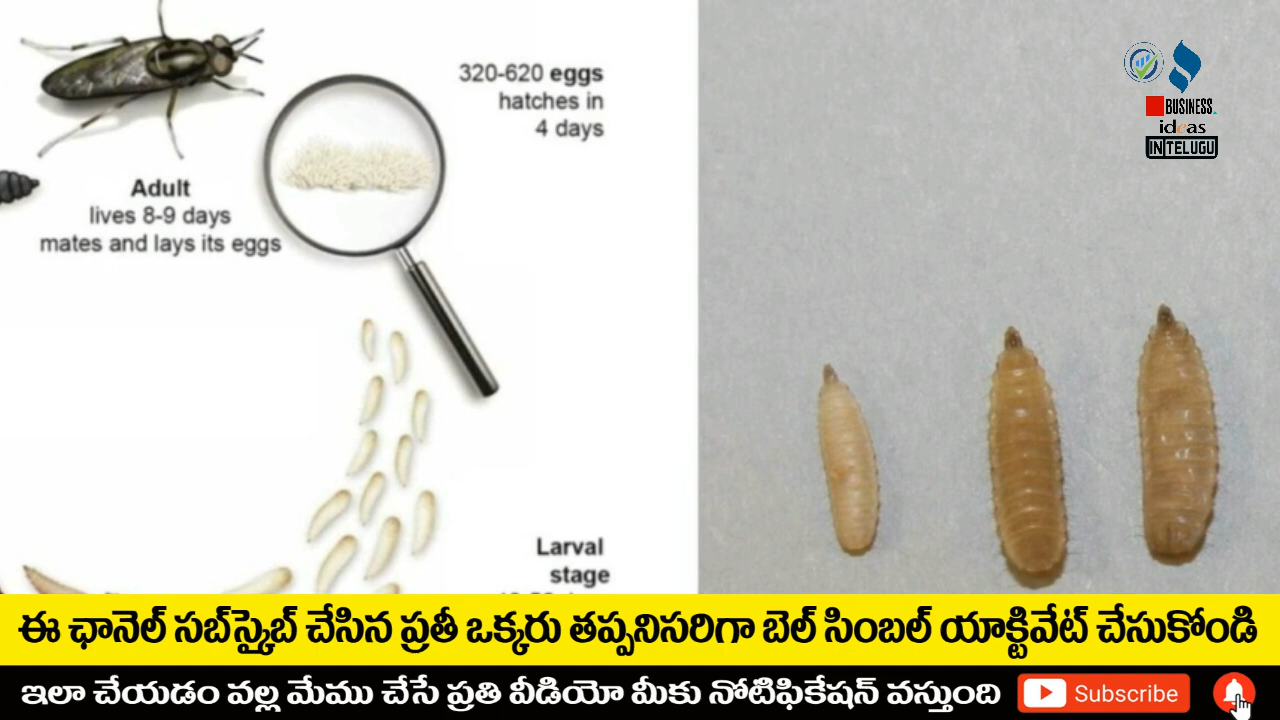 320-620 eggs
hatches in
4 days
Adult
lives 8-9 days
mates and lays its eggs
BUSINESS
ideas
IN TELUGU
Larval
stage
ఈ ఛానెల్ సబ్‌స్క్రైబ్ చేసిన ప్రతీ ఒక్కరు తప్పనిసరిగా బెల్ సింబల్ యాక్టివేట్ చేసుకోండి
ఇలా చేయడం వల్ల మేము చేసే ప్రతి వీడియో మీకు నోటిఫికేషన్ వస్తుంది
Subscribe